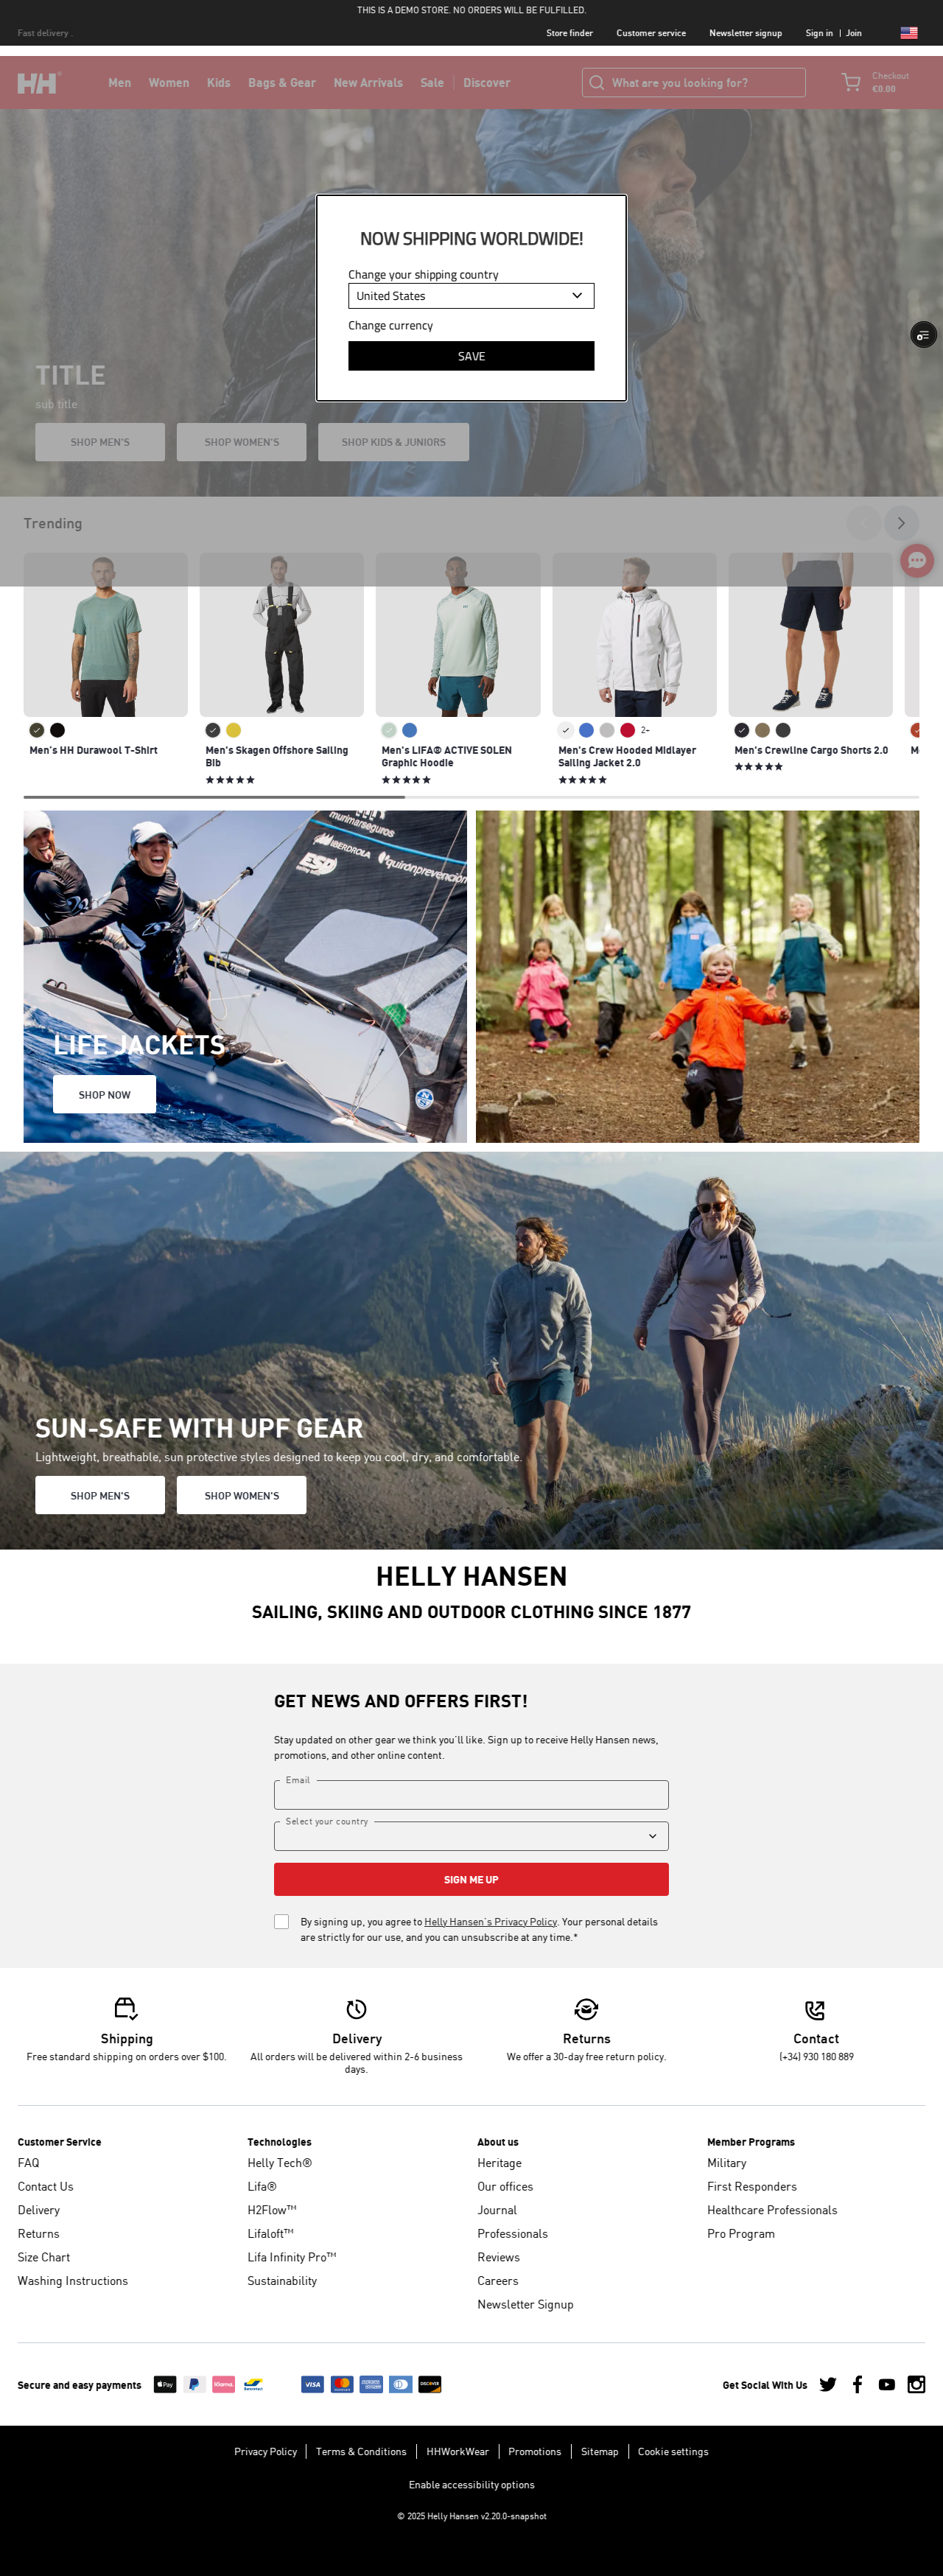 THIS IS A DEMO STORE. NO ORDERS WILL BE FULFILLED.
Fast delivery .
Store finder
Customer service
Newsletter signup
Sign in | Join
HH
Men
Women
Kids
Bags & Gear
New Arrivals
Sale
Discover
What are you looking for?
Checkout
€0.00
NOW SHIPPING WORLDWIDE!
Change your shipping country
United States
Change currency
SAVE
TITLE
sub title
SHOP MEN'S
SHOP WOMEN'S
SHOP KIDS & JUNIORS
Trending
2+
Men's HH Durawool T-Shirt
Men's Skagen Offshore Sailing
Bib
Men's LIFA® ACTIVE SOLEN
Graphic Hoodie
Men's Crew Hooded Midlayer
Sailing Jacket 2.0
Men's Crewline Cargo Shorts 2.0
murimarseguros
IBERDROLA
quironprevención
ESP
LIFE JACKETS
SHOP NOW
SUN-SAFE WITH UPF GEAR
Lightweight, breathable, sun protective styles designed to keep you cool, dry, and comfortable.
SHOP MEN'S
SHOP WOMEN'S
HELLY HANSEN
SAILING, SKIING AND OUTDOOR CLOTHING SINCE 1877
GET NEWS AND OFFERS FIRST!
Stay updated on other gear we think you'll like. Sign up to receive Helly Hansen news,
promotions, and other online content.
Email
Select your country
SIGN ME UP
By signing up, you agree to Helly Hansen's Privacy Policy. Your personal details
are strictly for our use, and you can unsubscribe at any time.*
Shipping
Free standard shipping on orders over $100.
Delivery
All orders will be delivered within 2-6 business
days.
Returns
We offer a 30-day free return policy.
Contact
(+34) 930 180 889
Customer Service
FAQ
Contact Us
Delivery
Returns
Size Chart
Washing Instructions
Technologies
Helly Tech®
Lifa®
H2Flow™
Lifaloft™
Lifa Infinity Pro™
Sustainability
About us
Heritage
Our offices
Journal
Professionals
Reviews
Careers
Newsletter Signup
Member Programs
Military
First Responders
Healthcare Professionals
Pro Program
Secure and easy payments
Pay
Klarna.
Bancontact
VISA
mastercard
DISCOVER
Get Social With Us
Privacy Policy
Terms & Conditions
HHWorkWear
Promotions
Sitemap
Cookie settings
Enable accessibility options
© 2025 Helly Hansen v2.20.0-snapshot